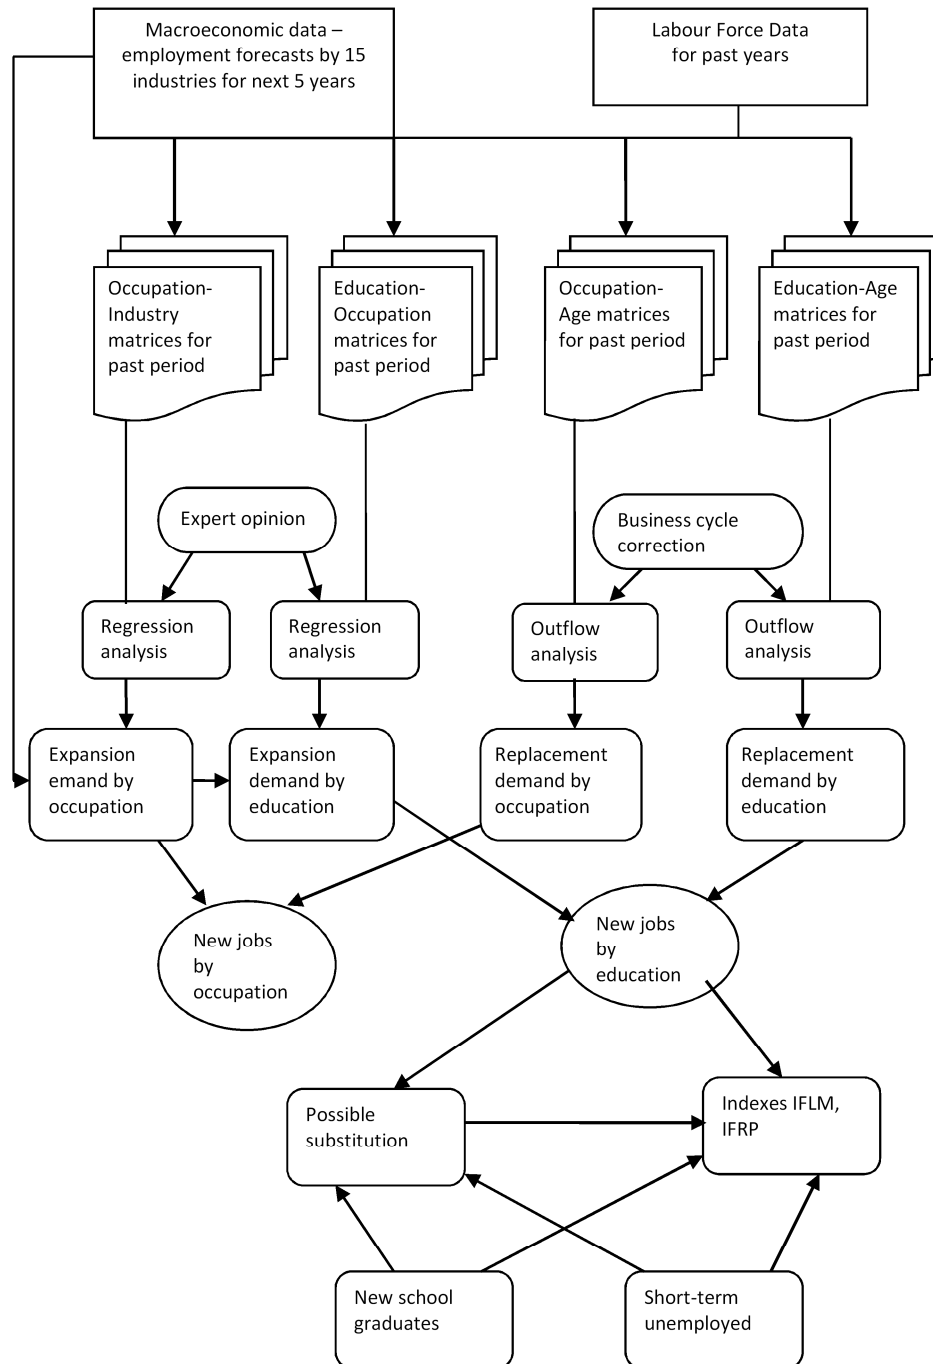 Macroeconomic data –
employment forecasts by 15
industries for next 5 years
Labour Force Data
for past years
Occupation-
Industry
matrices for
past period
Education-
Occupation
matrices for
past period
Occupation-
Age matrices
for past period
Education-Age
matrices for
past period
Expert opinion
Business cycle
correction
Regression
analysis
Regression
analysis
Outflow
analysis
Outflow
analysis
Expansion
emand by
occupation
Expansion
demand by
education
Replacement
demand by
occupation
Replacement
demand by
education
New jobs
by
occupation
New jobs
by
education
Possible
substitution
Indexes IFLM,
IFRP
New school
graduates
Short-term
unemployed